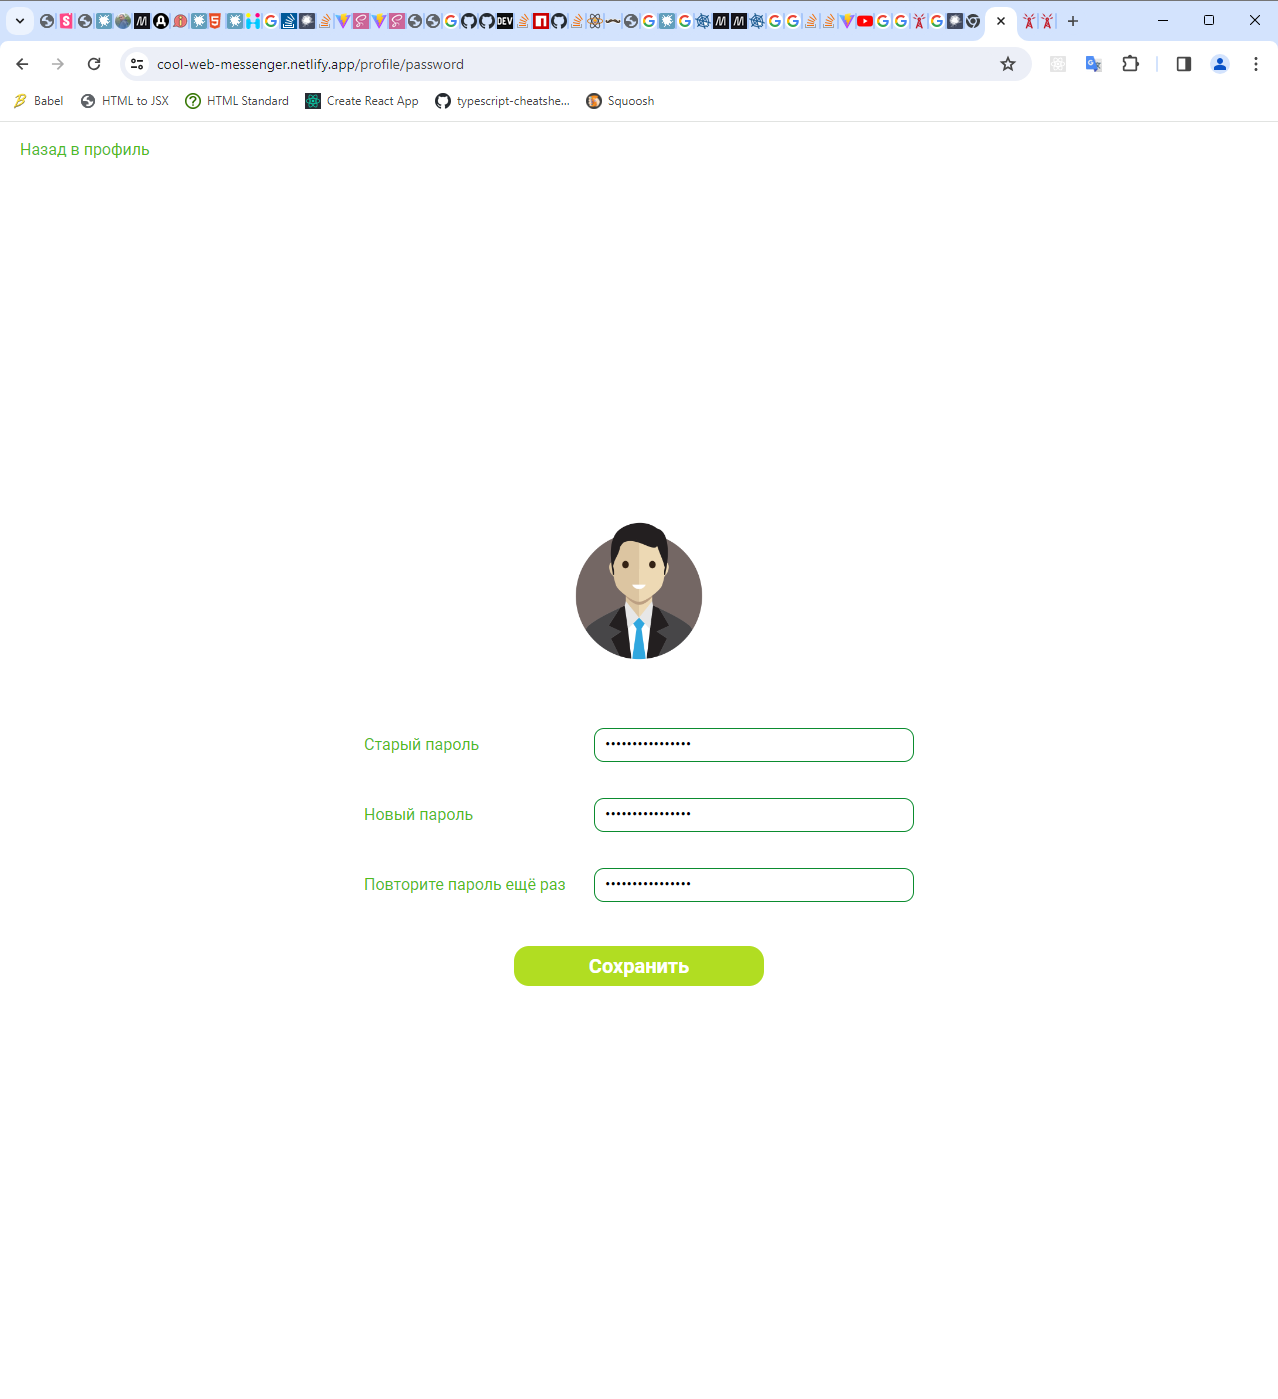 cool-web-messenger.netlify.app/profile/password
Babel HTML to JSX HTML Standard Create React App typescript-cheatshe... Squoosh
Назад в профиль
Старый пароль ••••••••••••••••
Новый пароль ••••••••••••••••
Повторите пароль ещё раз ••••••••••••••••
Сохранить